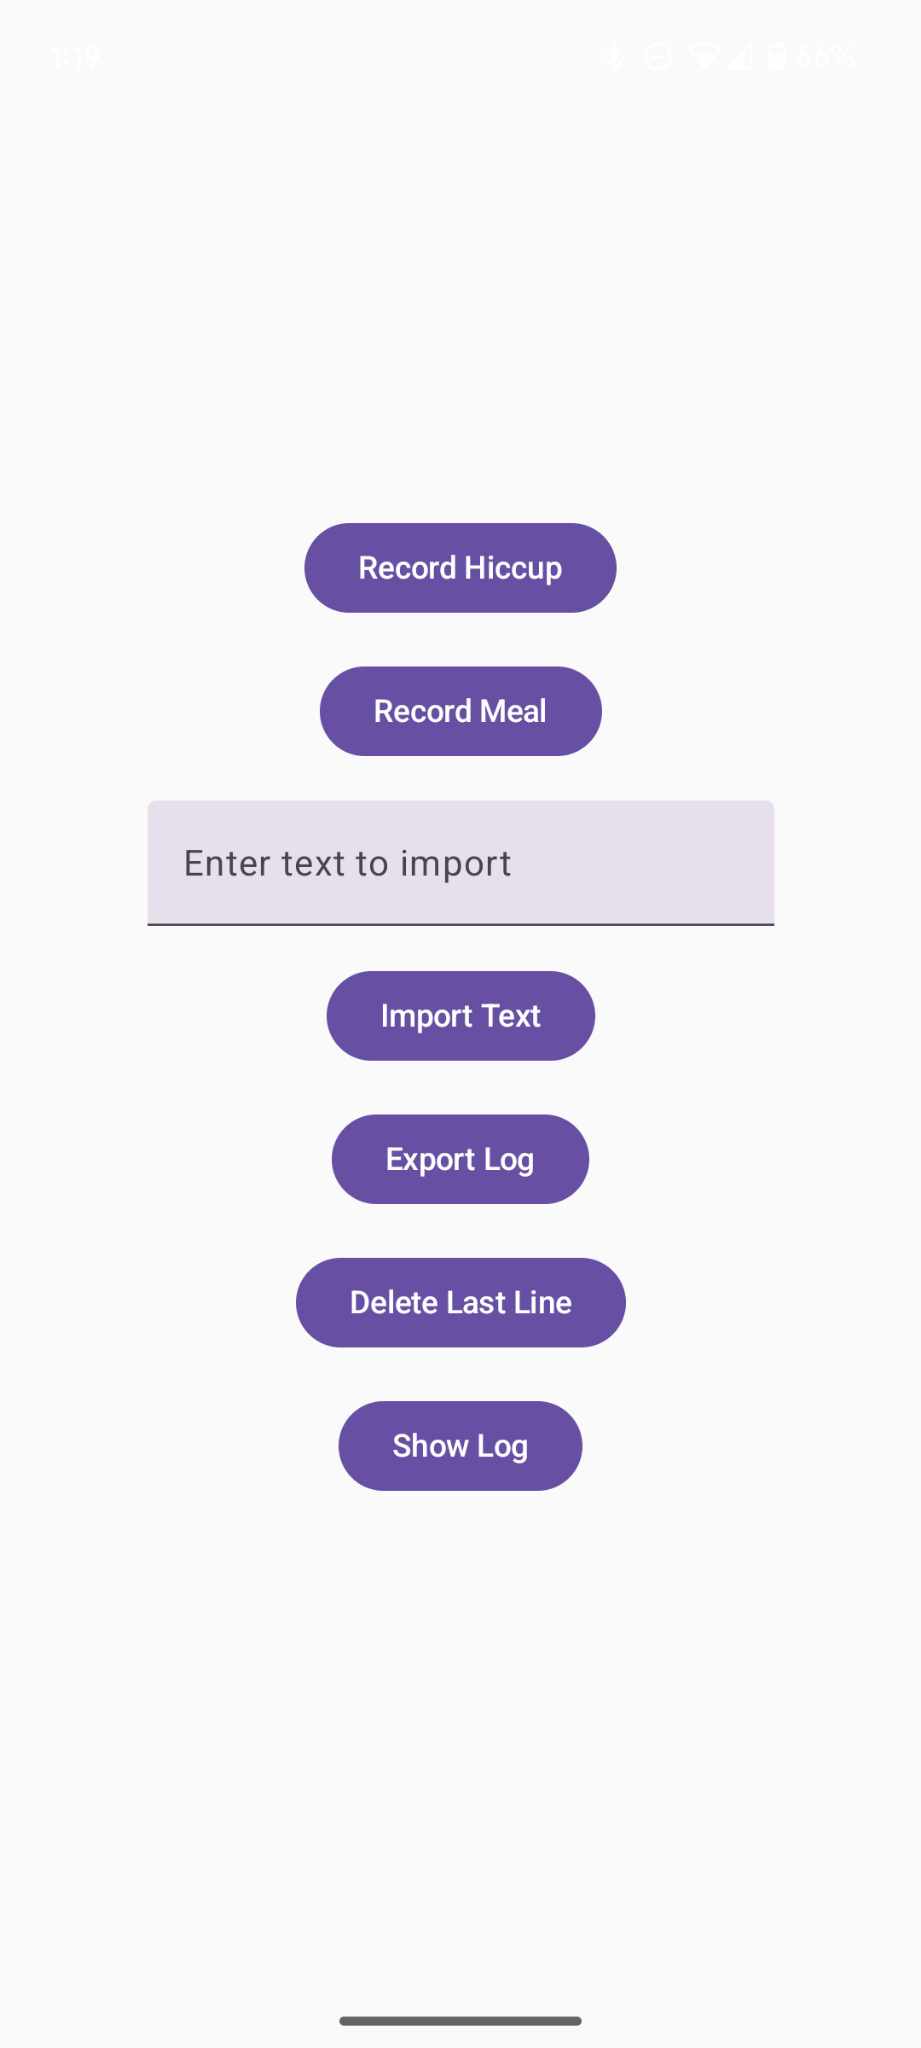 1:19 66%
Record Hiccup
Record Meal
Enter text to import
Import Text
Export Log
Delete Last Line
Show Log